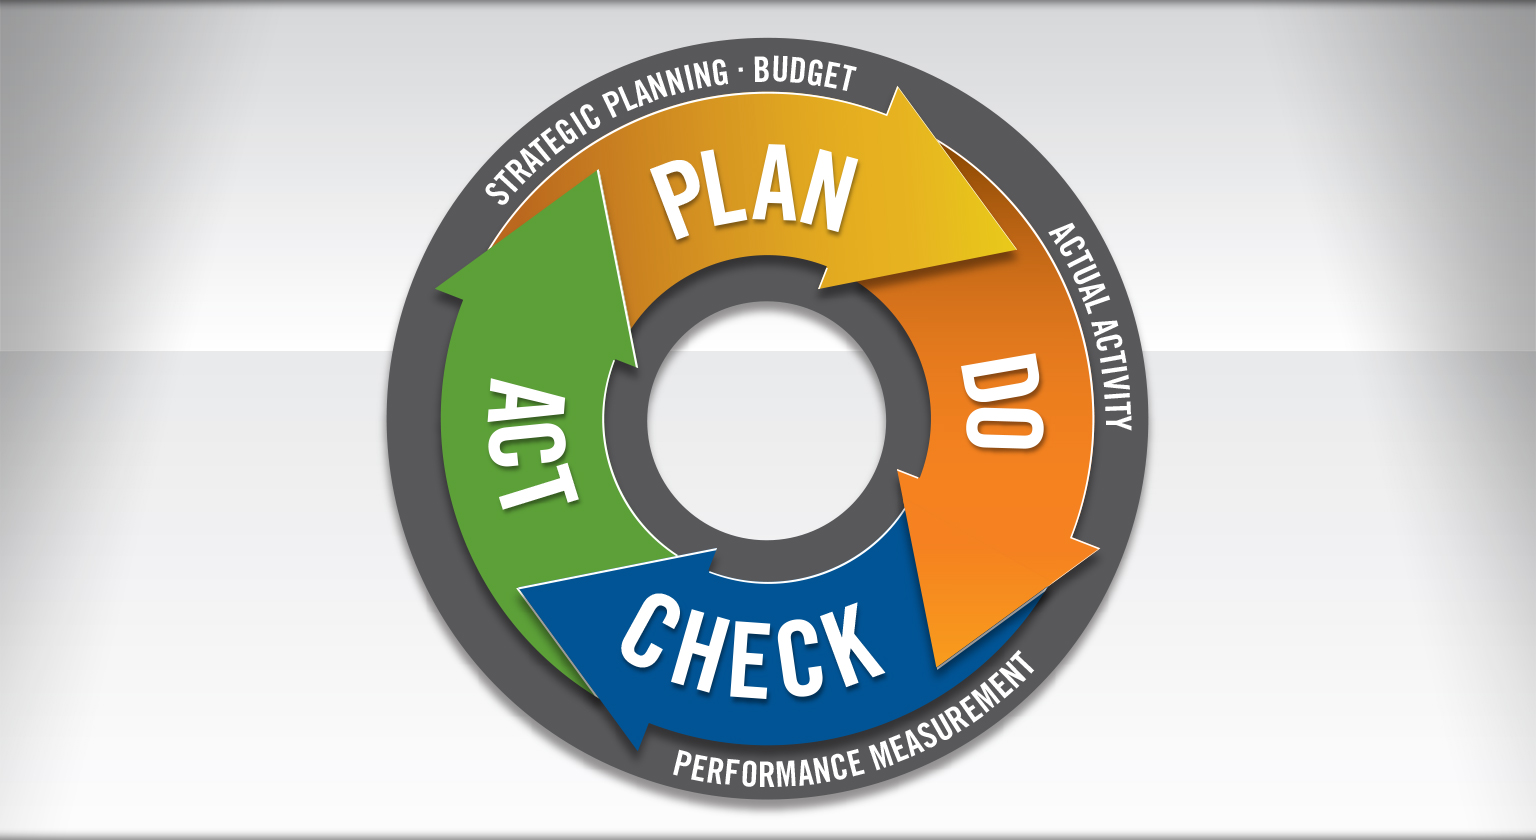 STRATEGIC PLANNING · BUDGET
PLAN
ACTUAL ACTIVITY
DO
CHECK
PERFORMANCE MEASUREMENT
ACT